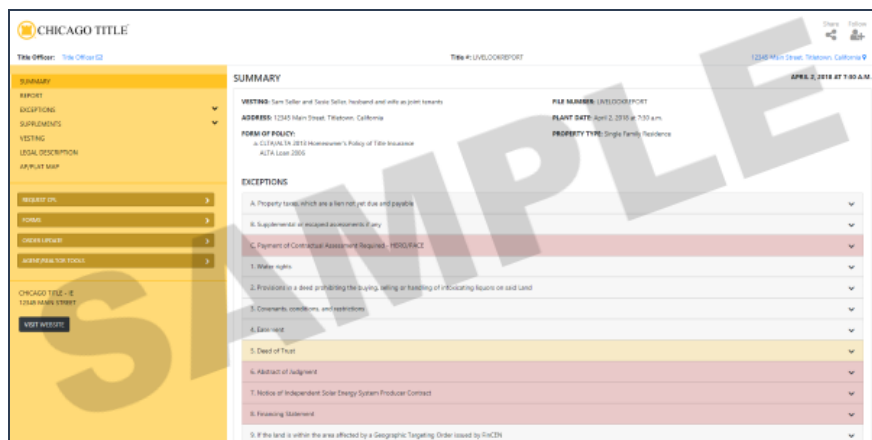 CHICAGO TITLE
Share Follow
Title Officer: Title Officer
Title #: LIVELOOKREPORT
12345 Main Street, Titletown, California
SUMMARY
REPORT
EXCEPTIONS
SUPPLEMENTS
VESTING
LEGAL DESCRIPTION
AP/PLAT MAP
REQUEST CPL
FORMS
ORDER UPDATE
AGENT/REALTOR TOOLS
CHICAGO TITLE - IE
12345 MAIN STREET
VISIT WEBSITE
SUMMARY
APRIL 2, 2018 AT 7:00 A.M.
VESTING: Sam Seller and Susie Seller, husband and wife as joint tenants
ADDRESS: 12345 Main Street, Titletown, California
FORM OF POLICY:
a. CLTA/ALTA 2013 Homeowner's Policy of Title Insurance
ALTA Loan 2006
FILE NUMBER: LIVELOOKREPORT
PLANT DATE: April 2, 2018 at 7:30 a.m.
PROPERTY TYPE: Single Family Residence
EXCEPTIONS
A. Property taxes, which are a lien not yet due and payable
B. Supplemental or escaped assessments if any
C. Payment of Contractual Assessment Required - HERO/PACE
1. Water rights
2. Provisions in a deed prohibiting the buying, selling or handling of intoxicating liquors on said Land
3. Covenants, conditions, and restrictions
4. Easement
5. Deed of Trust
6. Abstract of Judgment
7. Notice of Independent Solar Energy System Producer Contract
8. Financing Statement
9. If the land is within the area affected by a Geographic Targeting Order issued by FinCEN
SAMPLE